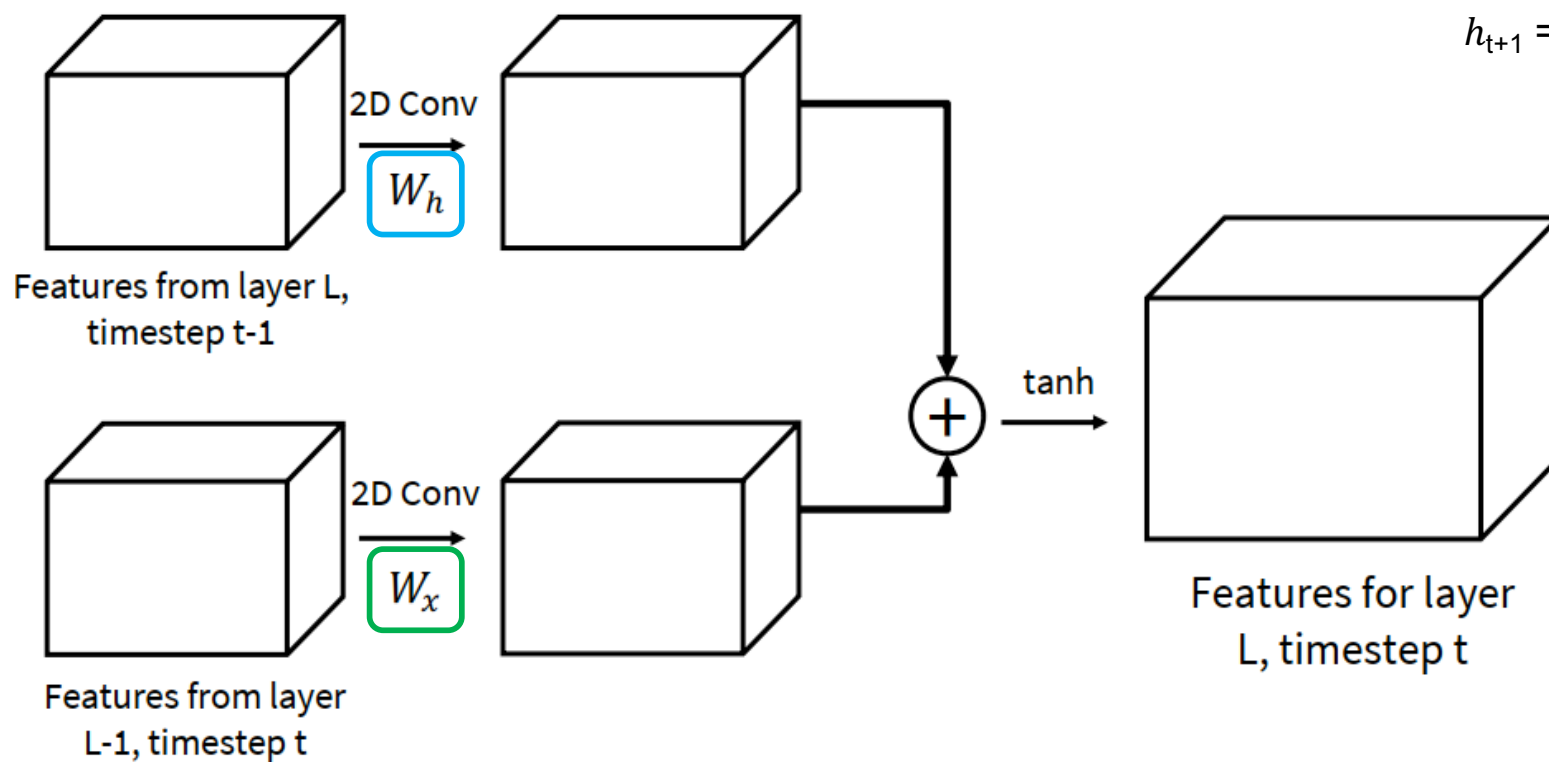 h_{t+1} =
2D Conv
W_h
Features from layer L,
timestep t-1
+
tanh
2D Conv
W_x
Features for layer
L, timestep t
Features from layer
L-1, timestep t